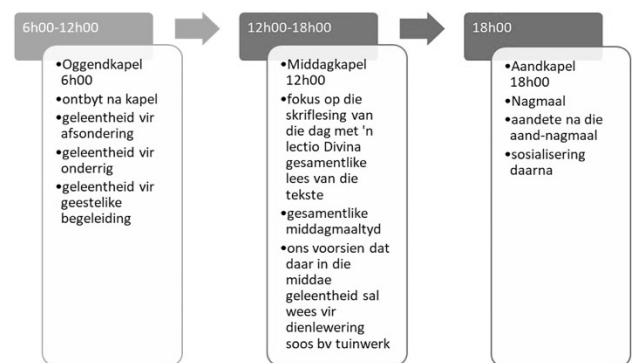 6h00-12h00
•Oggendkapel
6h00
•ontbyt na kapel
•geleentheid vir
afsondering
•geleentheid vir
onderrig
•geleentheid vir
geestelike
begeleiding
12h00-18h00
•Middagkapel
12h00
•fokus op die
skriflesing van
die dag met 'n
lectio Divina
gesamentlike
lees van die
tekste
•gesamentlike
middagmaaltyd
•ons voorsien dat
daar in die
middae
geleentheid sal
wees vir
dienlewering
soos bv tuinwerk
18h00
•Aandkapel
18h00
•Nagmaal
•aandete na die
aand-nagmaal
•sosialisering
daarna